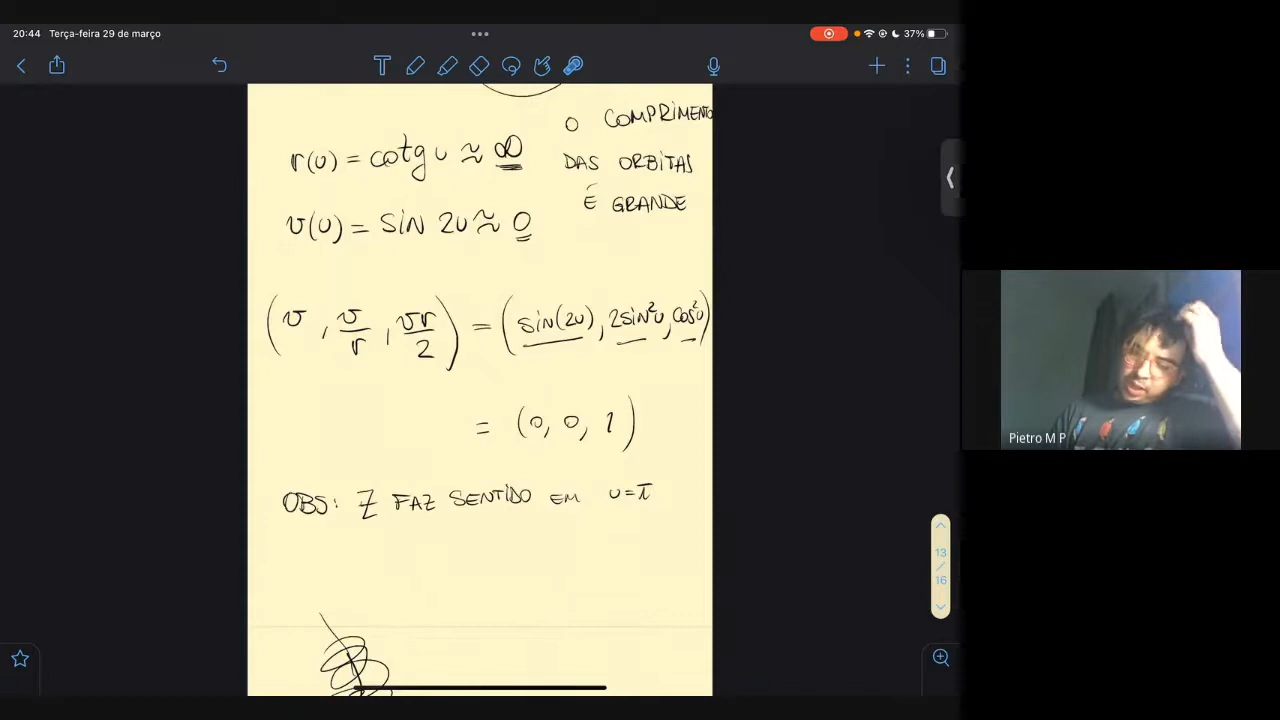 20:44 Terça-feira 29 de março
37%
O COMPRIMENTO
DAS ORBITAS
É GRANDE
r(u) = cotg u ≈ ∞
v(u) = SIN 2u ≈ 0
(v, v/r, vr/2) = (sin(2u), 2sin²u, cos²u)
= (0, 0, 1)
OBS: Z FAZ SENTIDO EM u=π
13
/
16
Pietro M P